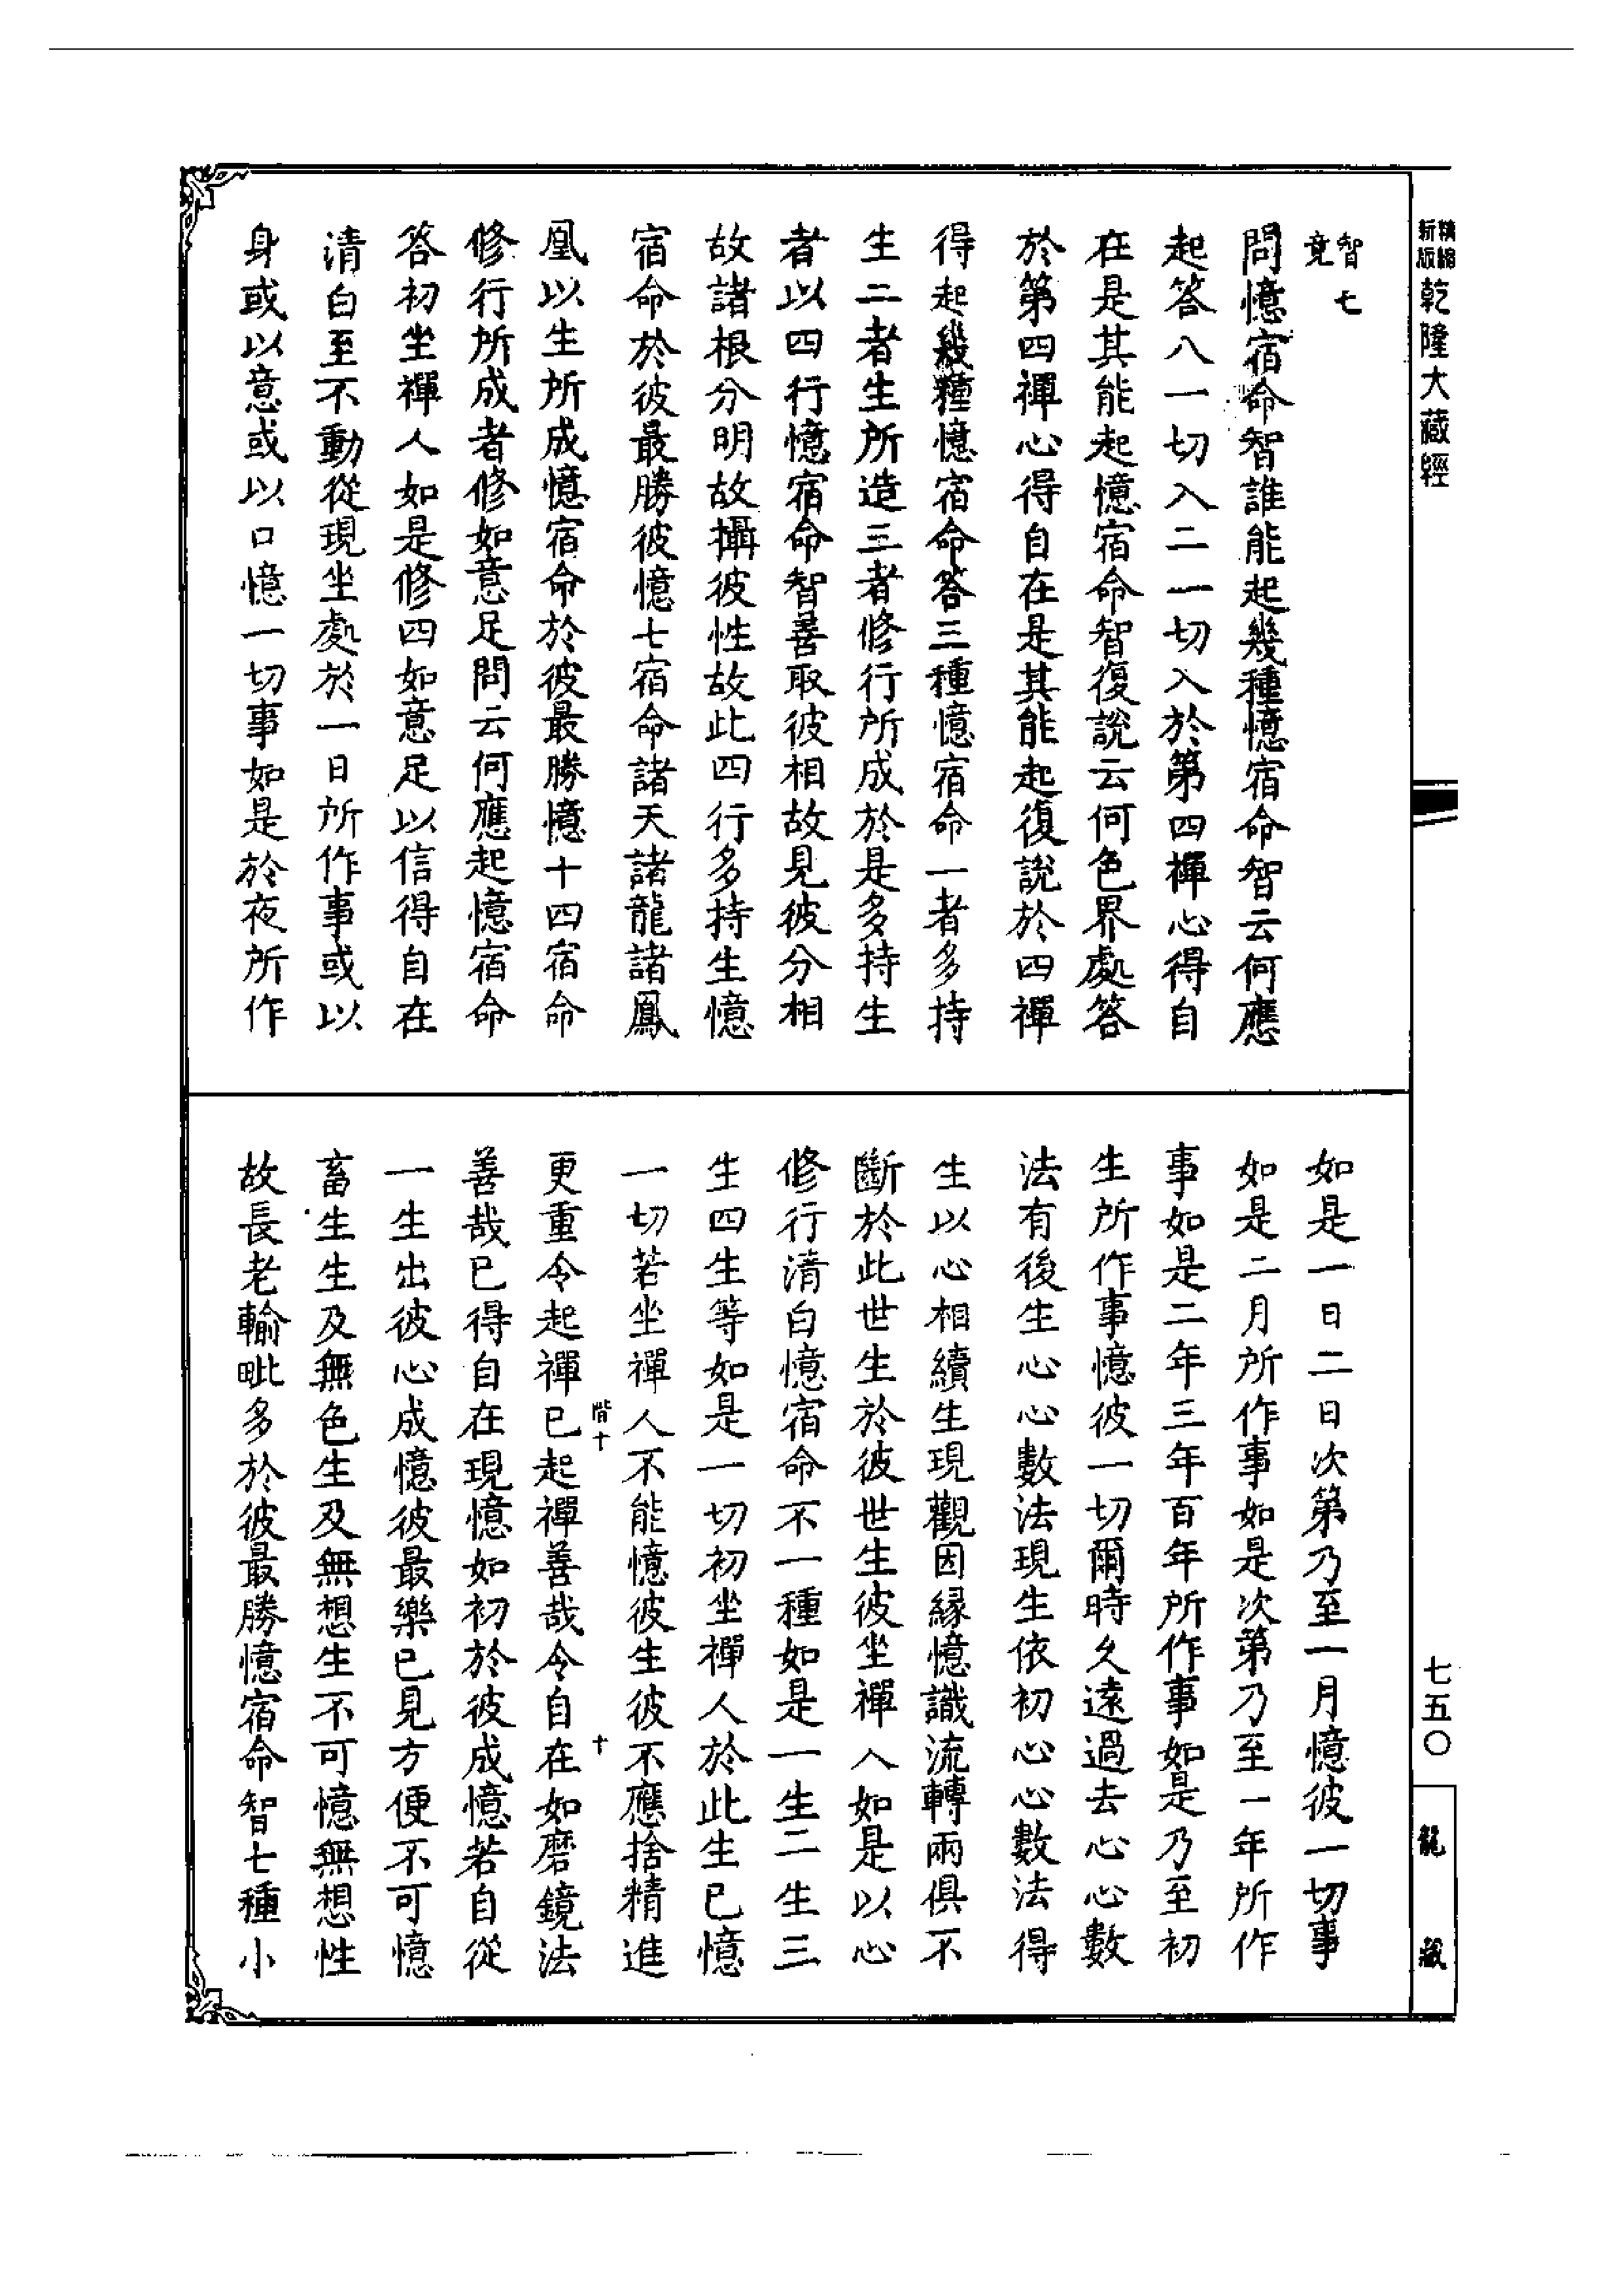 精縮
新版
乾隆大藏經
七五〇
龍藏
智七
竟
問憶宿命智誰能起幾種憶宿命智云何應
起答八一切入二一切入於第四禪心得自
在是其能起憶宿命智復說云何色界處答
於第四禪心得自在是其能起復說於四禪
得起幾種憶宿命答三種憶宿命一者多持
生二者生所造三者修行所成於是多持生
者以四行憶宿命智善取彼相故見彼分相
故諸根分明故攝彼性故此四行多持生憶
宿命於彼最勝彼憶七宿命諸天諸龍諸鳳
凰以生所成憶宿命於彼最勝憶十四宿命
修行所成者修如意足問云何應起憶宿命
答初坐禪人如是修四如意足以信得自在
清白至不動從現坐處於一日所作事或以
身或以意或以口憶一切事如是於夜所作
如是一日二日次第乃至一月憶彼一切事
如是二月所作事如是次第乃至一年所作
事如是二年三年百年所作事如是乃至初
生所作事憶彼一切爾時久遠過去心心數
法有後生心心數法現生依初心心數法得
生以心相續生現觀因緣憶識流轉兩俱不
斷於此世生於彼世生彼坐禪人如是以心
修行清白憶宿命不一種如是一生二生三
生四生等如是一切初坐禪人於此生已憶
一切若坐禪人不能憶彼生彼不應捨精進
更重令起禪已起禪善哉令自在如磨鏡法
善哉已得自在現憶如初於彼成憶若自從
一生出彼心成憶彼最樂已見方便不可憶
畜生生及無色生及無想生不可憶無想性
故長老輸毗多於彼最勝憶宿命智七種小